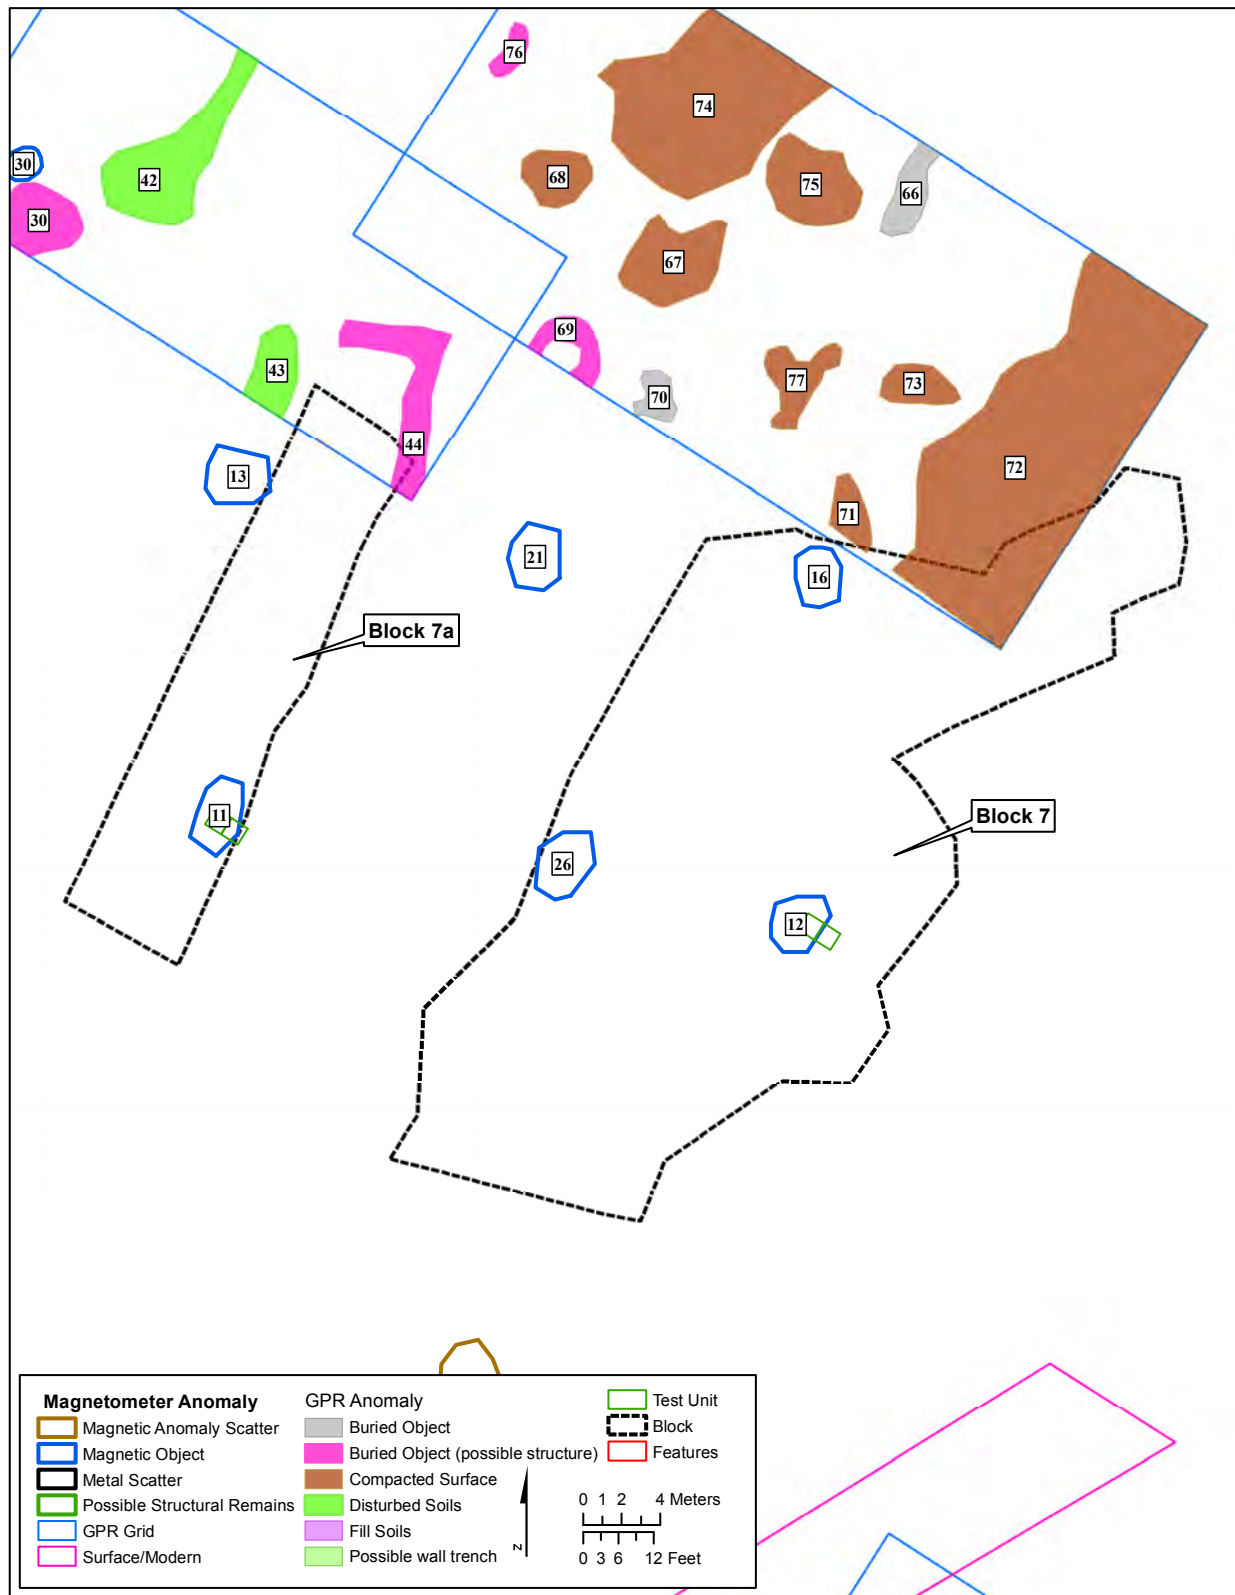 76
74
30
42
68
75
66
30
67
69
43
77
73
70
44
72
13
71
21
16
Block 7a
11
Block 7
26
12
Magnetometer Anomaly
Magnetic Anomaly Scatter
Magnetic Object
Metal Scatter
Possible Structural Remains
GPR Grid
Surface/Modern
GPR Anomaly
Buried Object
Buried Object (possible structure)
Compacted Surface
Disturbed Soils
Fill Soils
Possible wall trench
Test Unit
Block
Features
N
0 1 2 4 Meters
0 3 6 12 Feet